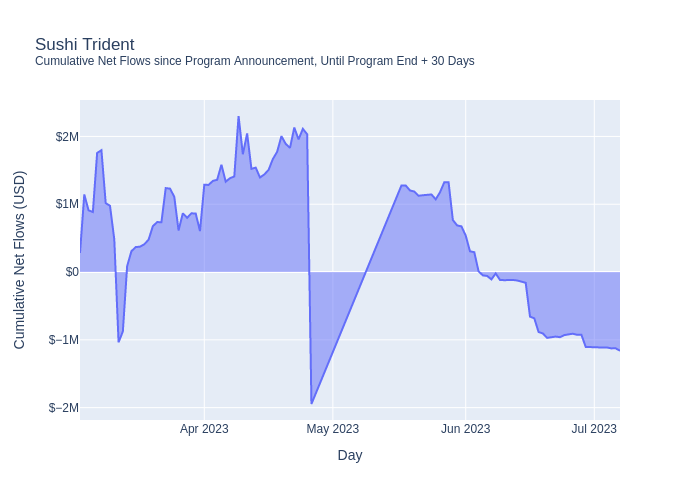 Sushi Trident
Cumulative Net Flows since Program Announcement, Until Program End + 30 Days
Cumulative Net Flows (USD)
$2M
$1M
$0
$−1M
$−2M
Apr 2023
May 2023
Jun 2023
Jul 2023
Day